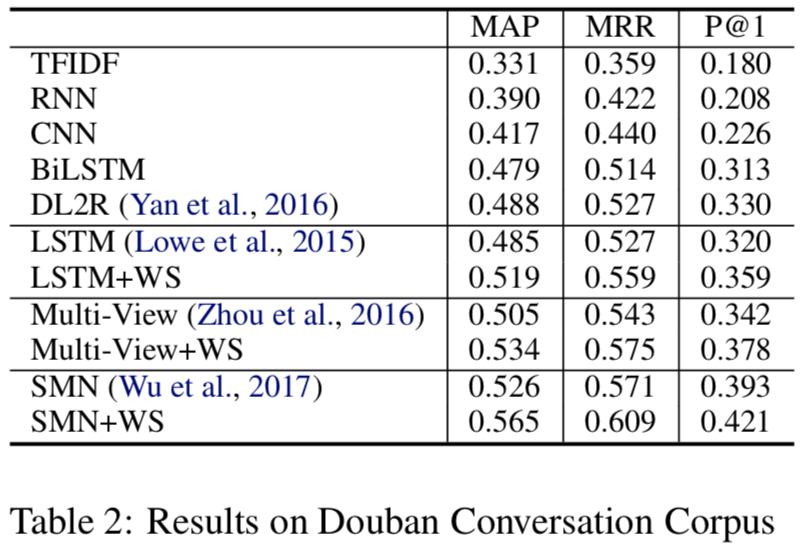 MAP MRR P@1
TFIDF 0.331 0.359 0.180
RNN 0.390 0.422 0.208
CNN 0.417 0.440 0.226
BiLSTM 0.479 0.514 0.313
DL2R (Yan et al., 2016) 0.488 0.527 0.330
LSTM (Lowe et al., 2015) 0.485 0.527 0.320
LSTM+WS 0.519 0.559 0.359
Multi-View (Zhou et al., 2016) 0.505 0.543 0.342
Multi-View+WS 0.534 0.575 0.378
SMN (Wu et al., 2017) 0.526 0.571 0.393
SMN+WS 0.565 0.609 0.421
Table 2: Results on Douban Conversation Corpus